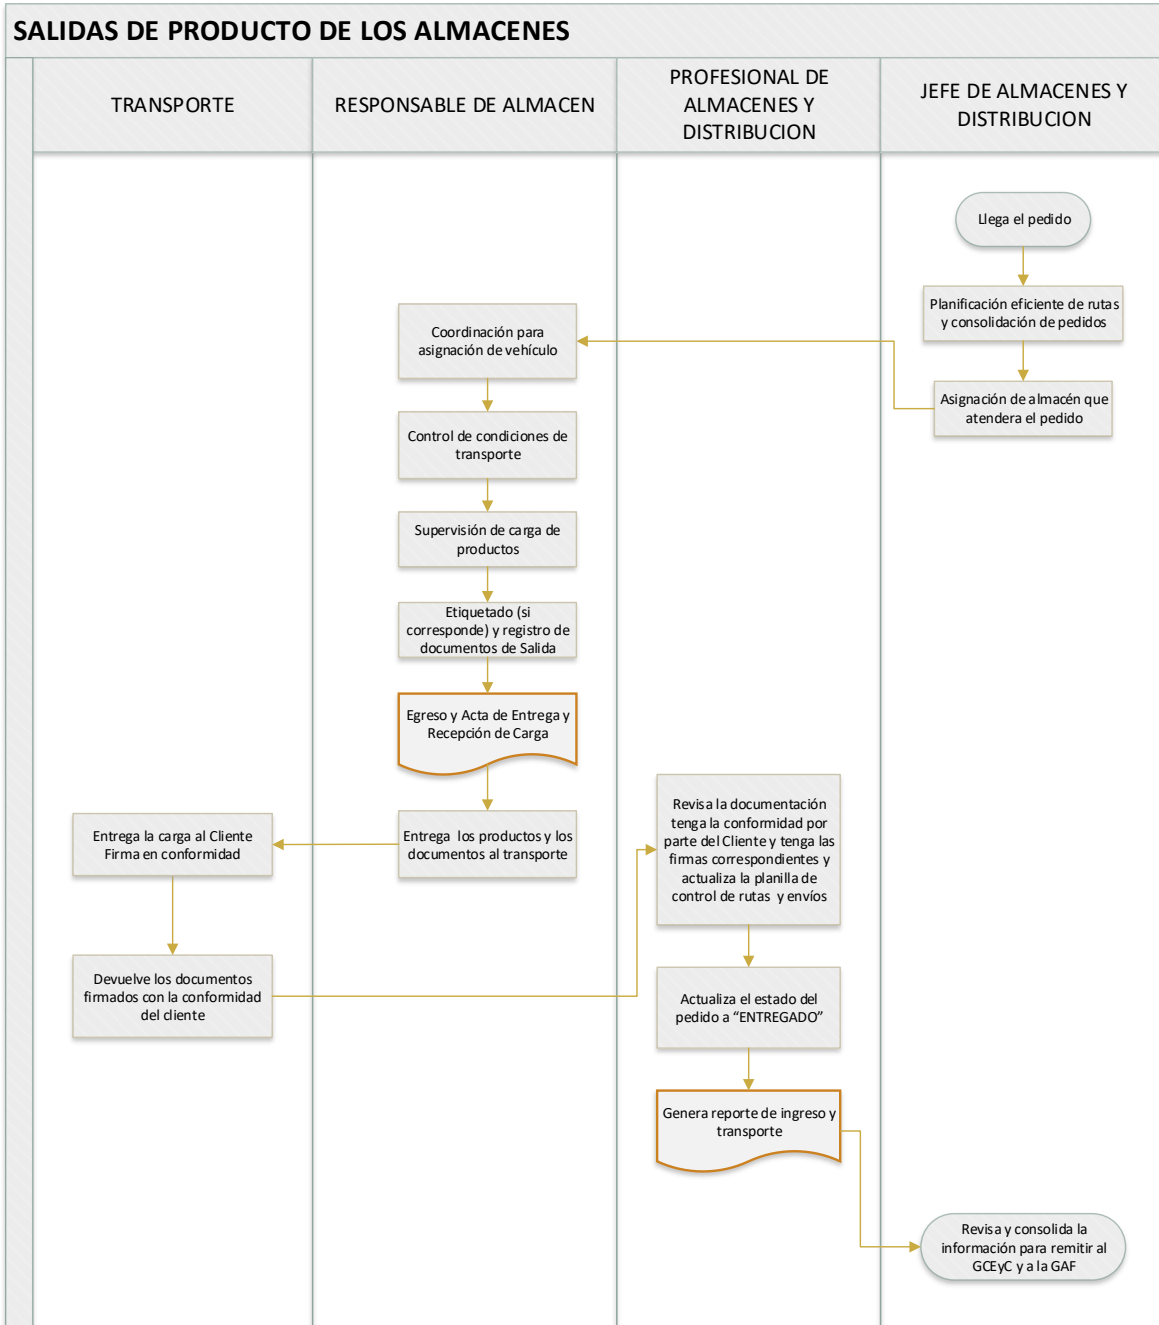 SALIDAS DE PRODUCTO DE LOS ALMACENES
TRANSPORTE
RESPONSABLE DE ALMACEN
PROFESIONAL DE
ALMACENES Y
DISTRIBUCION
JEFE DE ALMACENES Y
DISTRIBUCION
Llega el pedido
Planificación eficiente de rutas
y consolidación de pedidos
Asignación de almacén que
atendera el pedido
Coordinación para
asignación de vehículo
Control de condiciones de
transporte
Supervisión de carga de
productos
Etiquetado (si
corresponde) y registro de
documentos de Salida
Egreso y Acta de Entrega y
Recepción de Carga
Entrega los productos y los
documentos al transporte
Entrega la carga al Cliente
Firma en conformidad
Devuelve los documentos
firmados con la conformidad
del cliente
Revisa la documentación
tenga la conformidad por
parte del Cliente y tenga las
firmas correspondientes y
actualiza la planilla de
control de rutas y envíos
Actualiza el estado del
pedido a “ENTREGADO”
Genera reporte de ingreso y
transporte
Revisa y consolida la
información para remitir al
GCEyC y a la GAF